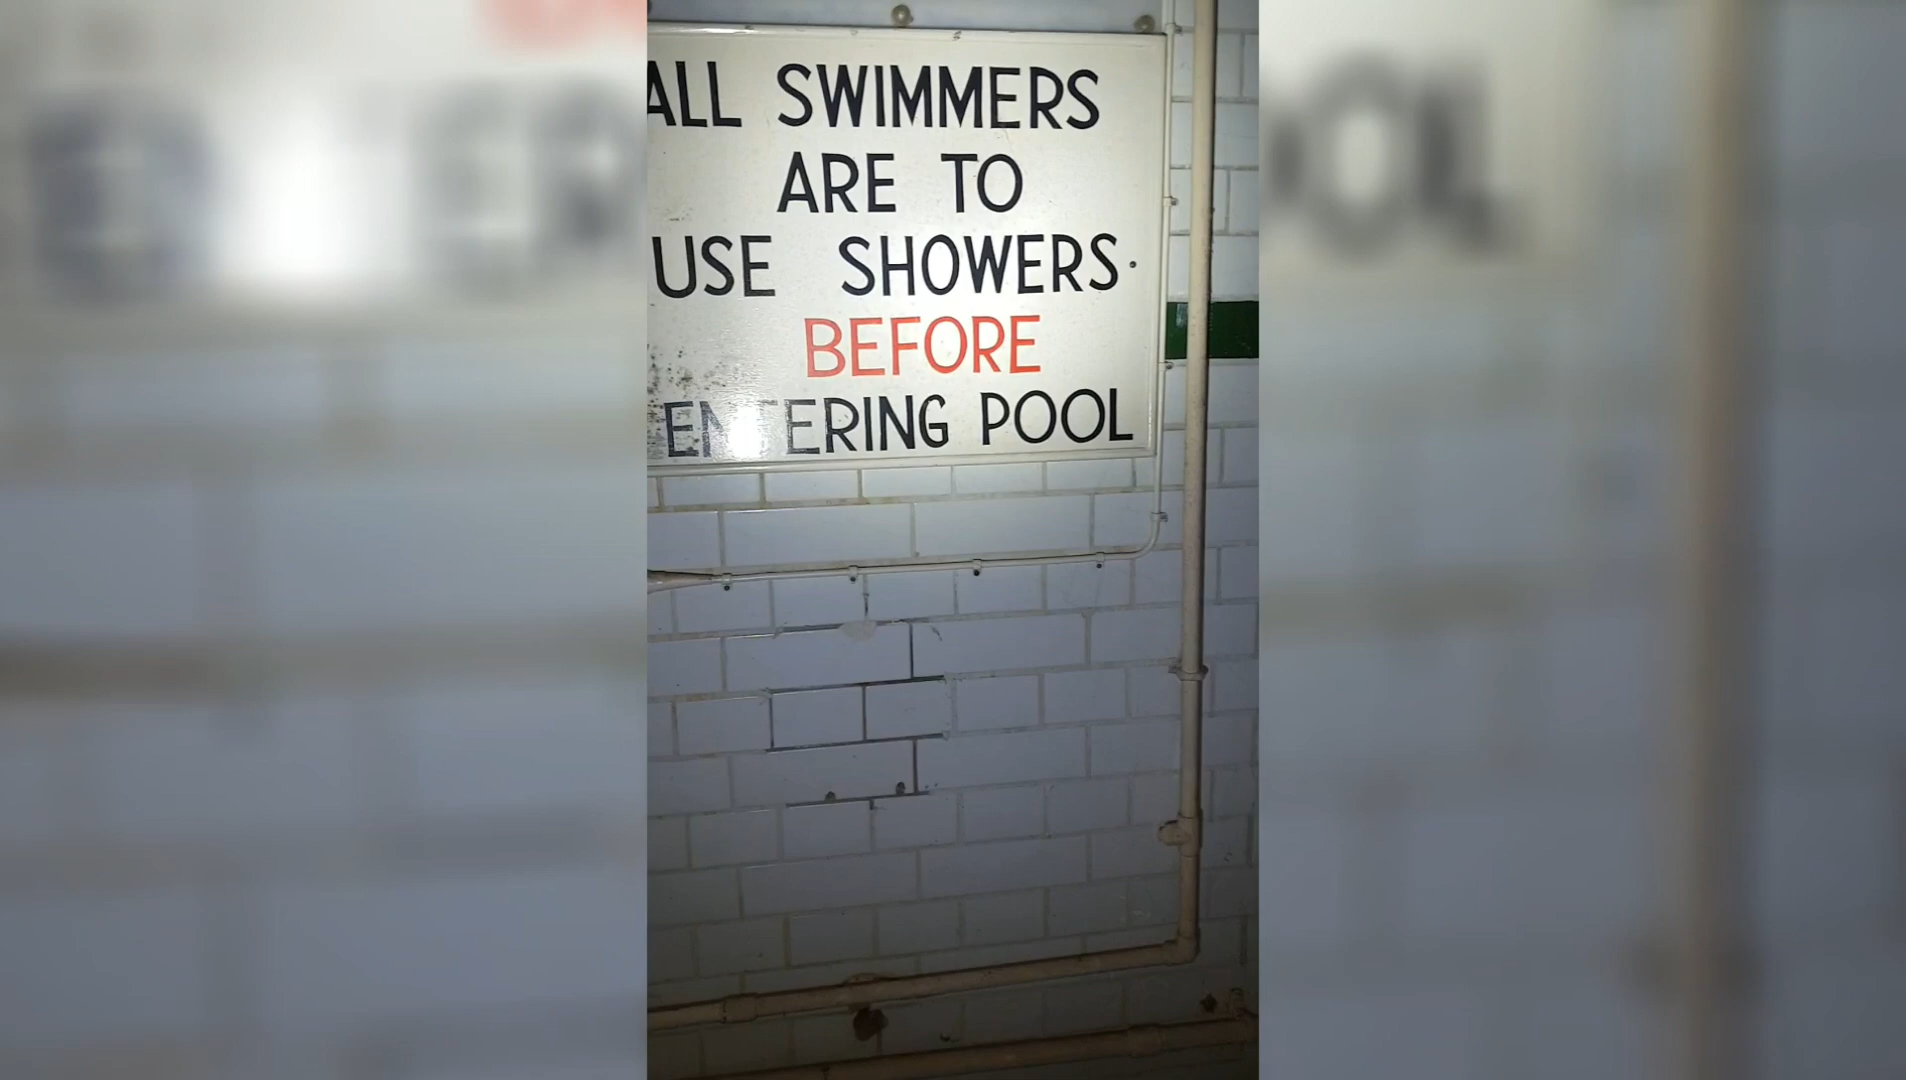 ALL SWIMMERS
ARE TO
USE SHOWERS.
BEFORE
ENTERING POOL